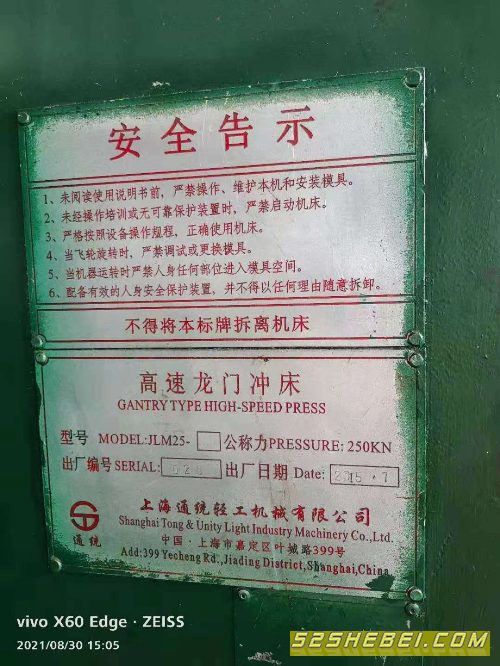 安全告示
1、未阅读使用说明书前，严禁操作、维护本机和安装模具。
2、未经操作培训或无可靠保护装置时，严禁启动机床。
3、严格按照设备操作规程，正确使用机床。
4、当飞轮旋转时，严禁调试或更换模具。
5、当机器运转时严禁人身任何部位进入模具空间。
6、配备有效的人身安全保护装置，并不得以任何理由随意拆卸。
不得将本标牌拆离机床
高速龙门冲床
GANTRY TYPE HIGH-SPEED PRESS
型号 MODEL:JLM25- 公称力PRESSURE: 250KN
出厂编号 SERIAL: 出厂日期 Date: 2015.7
上海通统轻工机械有限公司
Shanghai Tong & Unity Light Industry Machinery Co.,Ltd.
通统
中国·上海市嘉定区叶城路399号
Add:399 Yecheng Rd.,Jiading District,Shanghai,China
vivo X60 Edge · ZEISS
2021/08/30 15:05
52SHEBEI.COM